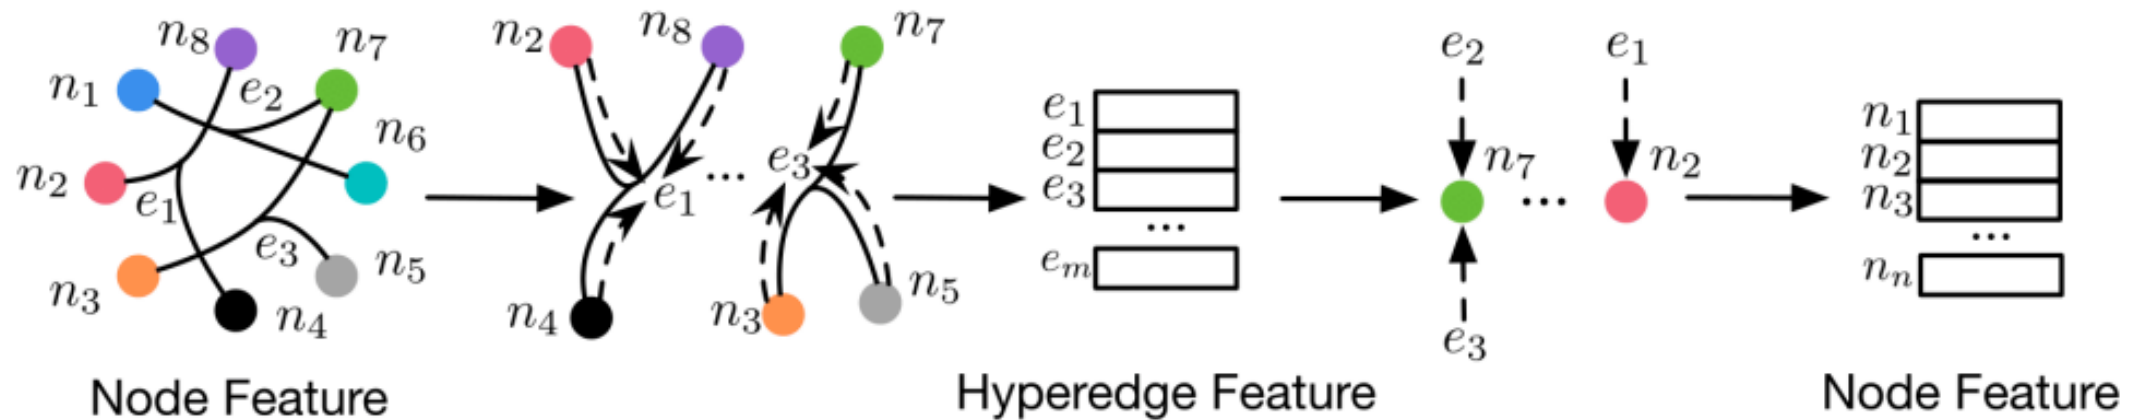 n8
n7
n1
e2
n6
n2
e1
e3
n5
n3
n4
Node Feature
n2
n8
n7
e1
...
e3
n4
n3
n5
e1
e2
e3
...
em
Hyperedge Feature
e2
e1
n7
...
n2
e3
n1
n2
n3
...
nn
Node Feature